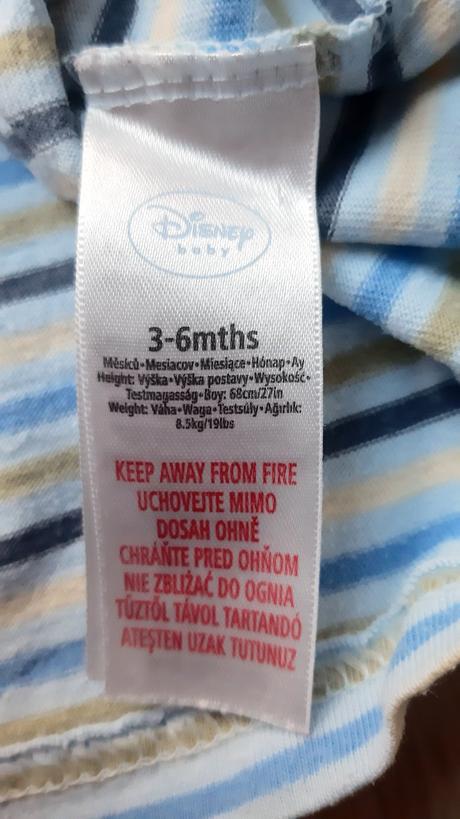 Disney
baby
3-6mths
Měsíců•Mesiacov•Miesiące•Hónap•Ay
Height: Výška•Výška postavy•Wysokość•
Testmagasság•Boy: 68cm/27in
Weight: Váha•Waga•Testsúly•Ağırlık:
8.5kg/19lbs
KEEP AWAY FROM FIRE
UCHOVEJTE MIMO
DOSAH OHNĚ
CHRÁŇTE PRED OHŇOM
NIE ZBLIŻAĆ DO OGNIA
TŰZTŐL TÁVOL TARTANDÓ
ATEŞTEN UZAK TUTUNUZ